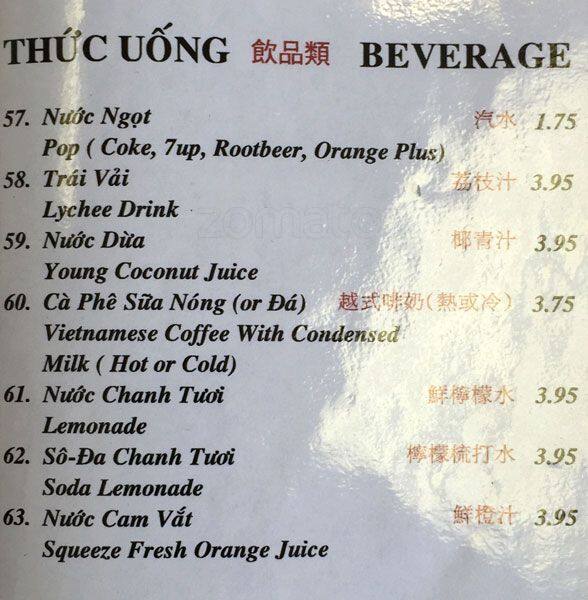 THỨC UỐNG 飲品類 BEVERAGE
57. Nước Ngọt 汽水 1.75
Pop ( Coke, 7up, Rootbeer, Orange Plus)
58. Trái Vải 荔枝汁 3.95
Lychee Drink
zomato
59. Nước Dừa 椰青汁 3.95
Young Coconut Juice
60. Cà Phê Sữa Nóng (or Đá) 越式啡奶(熱或冷) 3.75
Vietnamese Coffee With Condensed
Milk ( Hot or Cold)
61. Nước Chanh Tươi 鮮檸檬水 3.95
Lemonade
62. Sô-Đa Chanh Tươi 檸檬梳打水 3.95
Soda Lemonade
63. Nước Cam Vắt 鮮橙汁 3.95
Squeeze Fresh Orange Juice